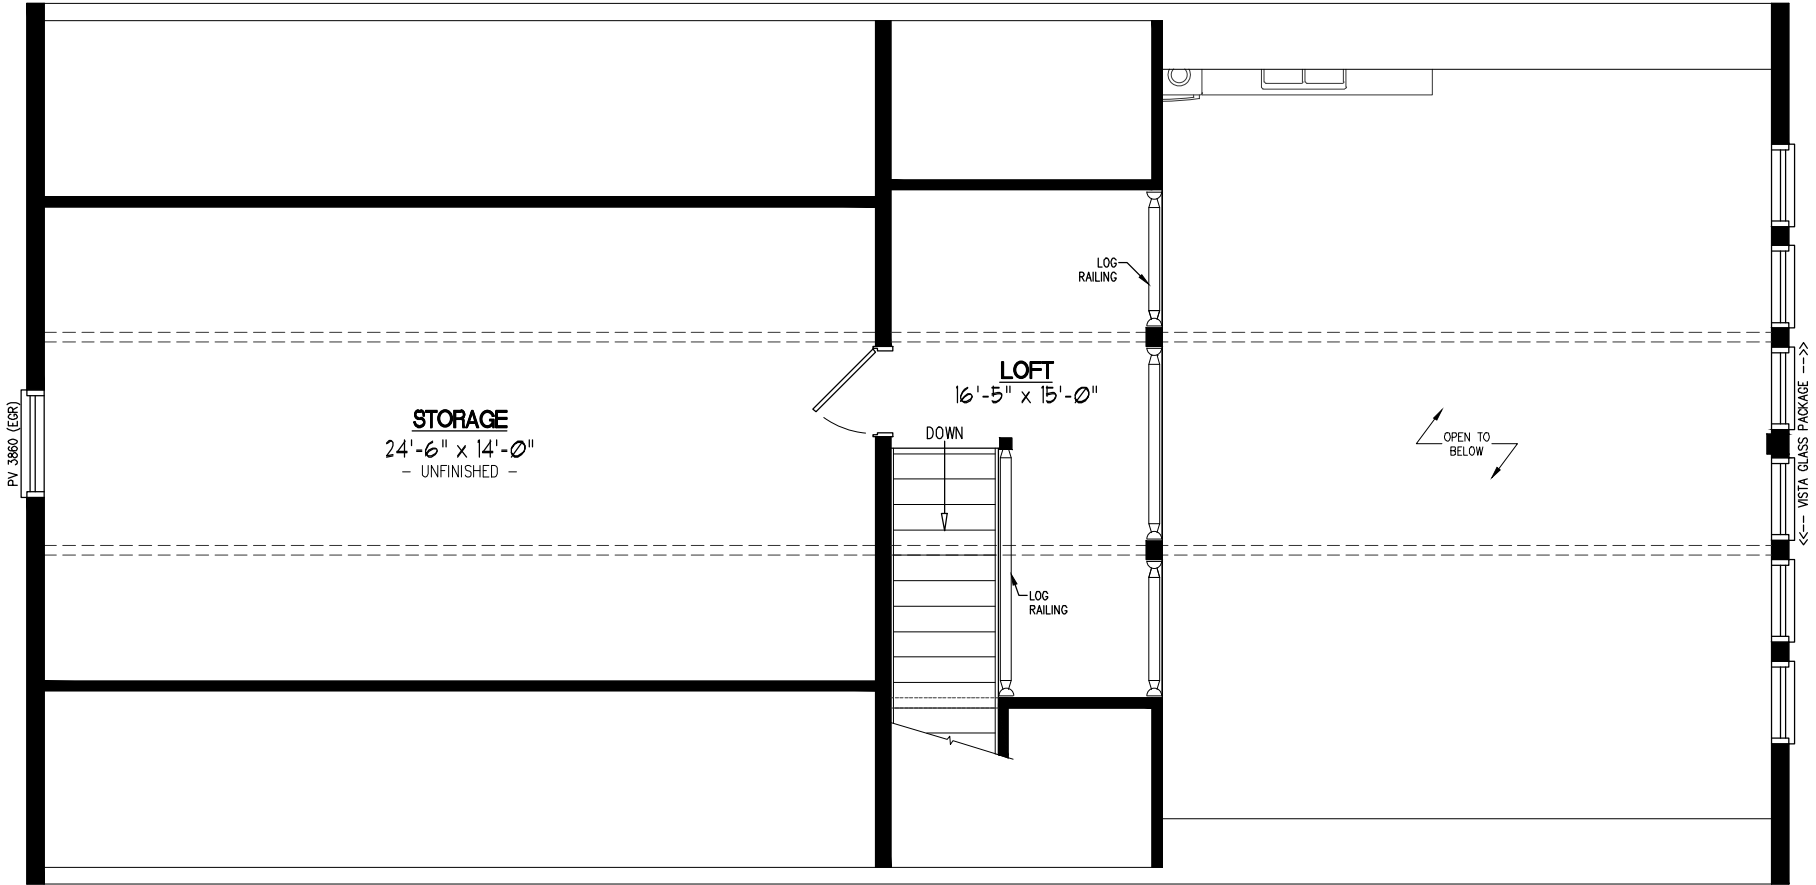 LOG
RAILING
LOFT
16'-5" x 15'-0"
STORAGE
24'-6" x 14'-0"
- UNFINISHED -
PV 3860 (EGR)
DOWN
OPEN TO
BELOW
<<-- VISTA GLASS PACKAGE -->>
LOG
RAILING